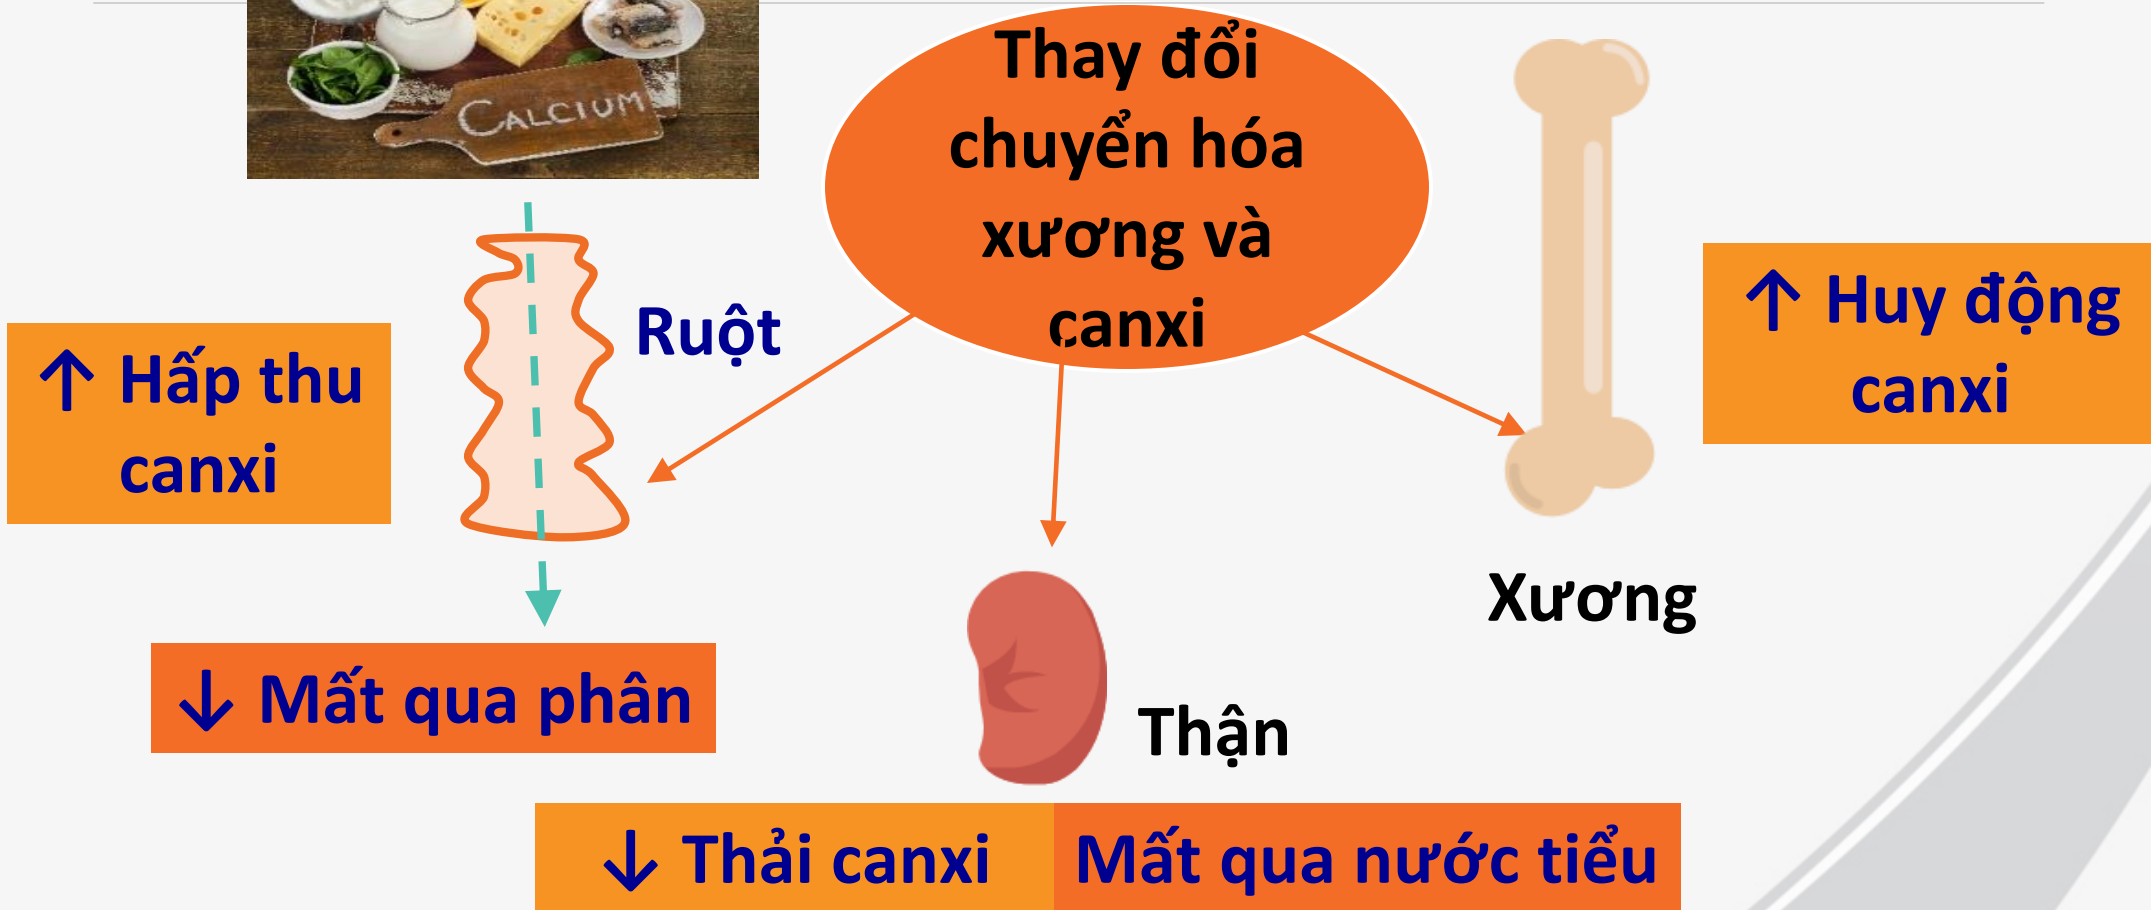 CALCIUM
Thay đổi
chuyển hóa
xương và
canxi
Ruột
↑ Hấp thu
canxi
↑ Huy động
canxi
Xương
↓ Mất qua phân
Thận
↓ Thải canxi
Mất qua nước tiểu